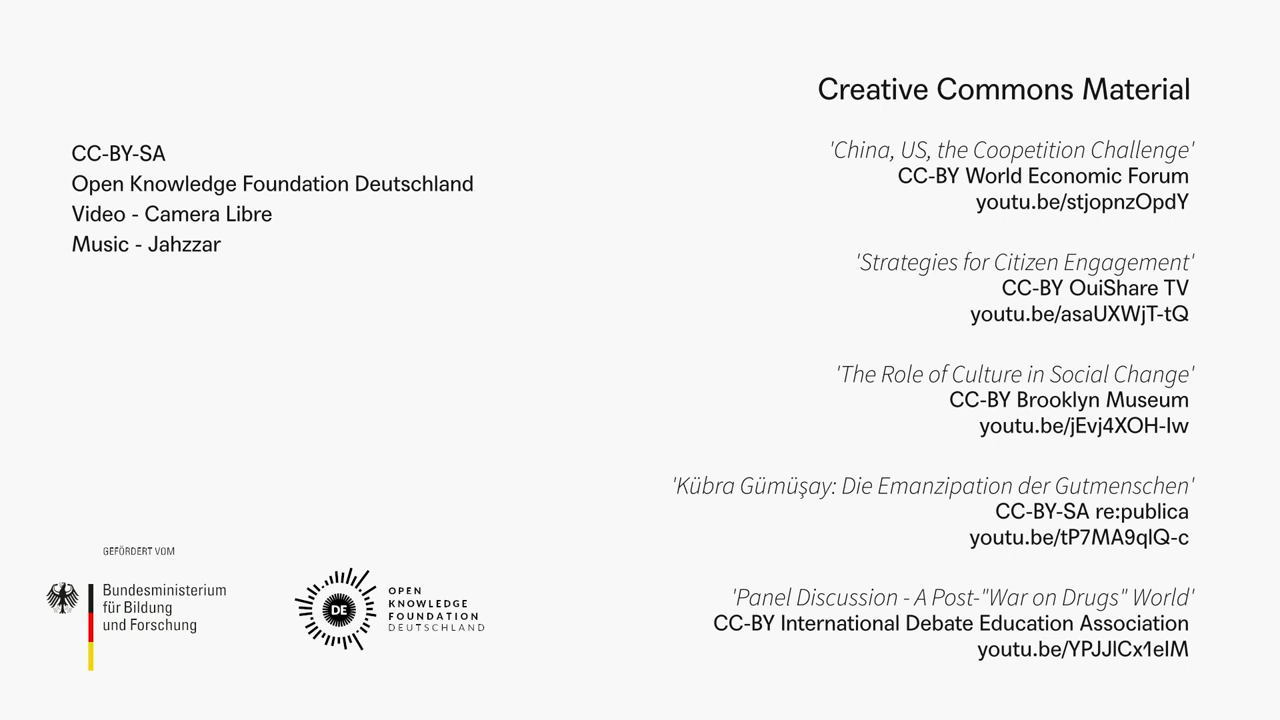 CC-BY-SA
Open Knowledge Foundation Deutschland
Video - Camera Libre
Music - Jahzzar
Creative Commons Material
'China, US, the Coopetition Challenge'
CC-BY World Economic Forum
youtu.be/stjopnzOpdY
'Strategies for Citizen Engagement'
CC-BY OuiShare TV
youtu.be/asaUXWjT-tQ
'The Role of Culture in Social Change'
CC-BY Brooklyn Museum
youtu.be/jEvj4XOH-Iw
'Kübra Gümüşay: Die Emanzipation der Gutmenschen'
CC-BY-SA re:publica
youtu.be/tP7MA9qlQ-c
'Panel Discussion - A Post-"War on Drugs" World'
CC-BY International Debate Education Association
youtu.be/YPJJlCx1elM
GEFÖRDERT VOM
Bundesministerium
für Bildung
und Forschung
DE
OPEN
KNOWLEDGE
FOUNDATION
DEUTSCHLAND